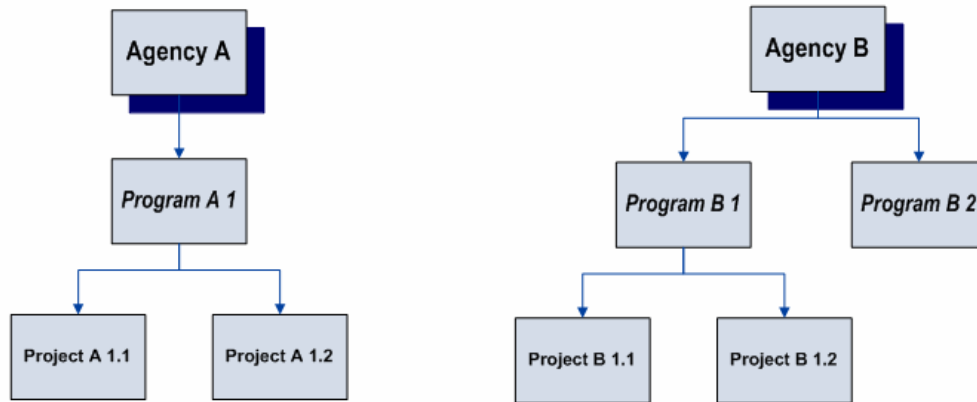 Agency A
Agency B
Program A 1
Program B 1
Program B 2
Project A 1.1
Project A 1.2
Project B 1.1
Project B 1.2